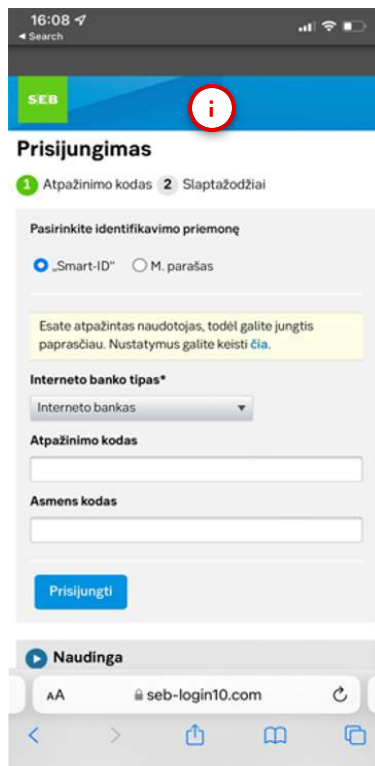 16:08
◀ Search
SEB
i
Prisijungimas
1 Atpažinimo kodas 2 Slaptažodžiai
Pasirinkite identifikavimo priemonę
„Smart-ID" M. parašas
Esate atpažintas naudotojas, todėl galite jungtis
paprasčiau. Nustatymus galite keisti čia.
Interneto banko tipas*
Interneto bankas
Atpažinimo kodas
Asmens kodas
Prisijungti
Naudinga
AA seb-login10.com